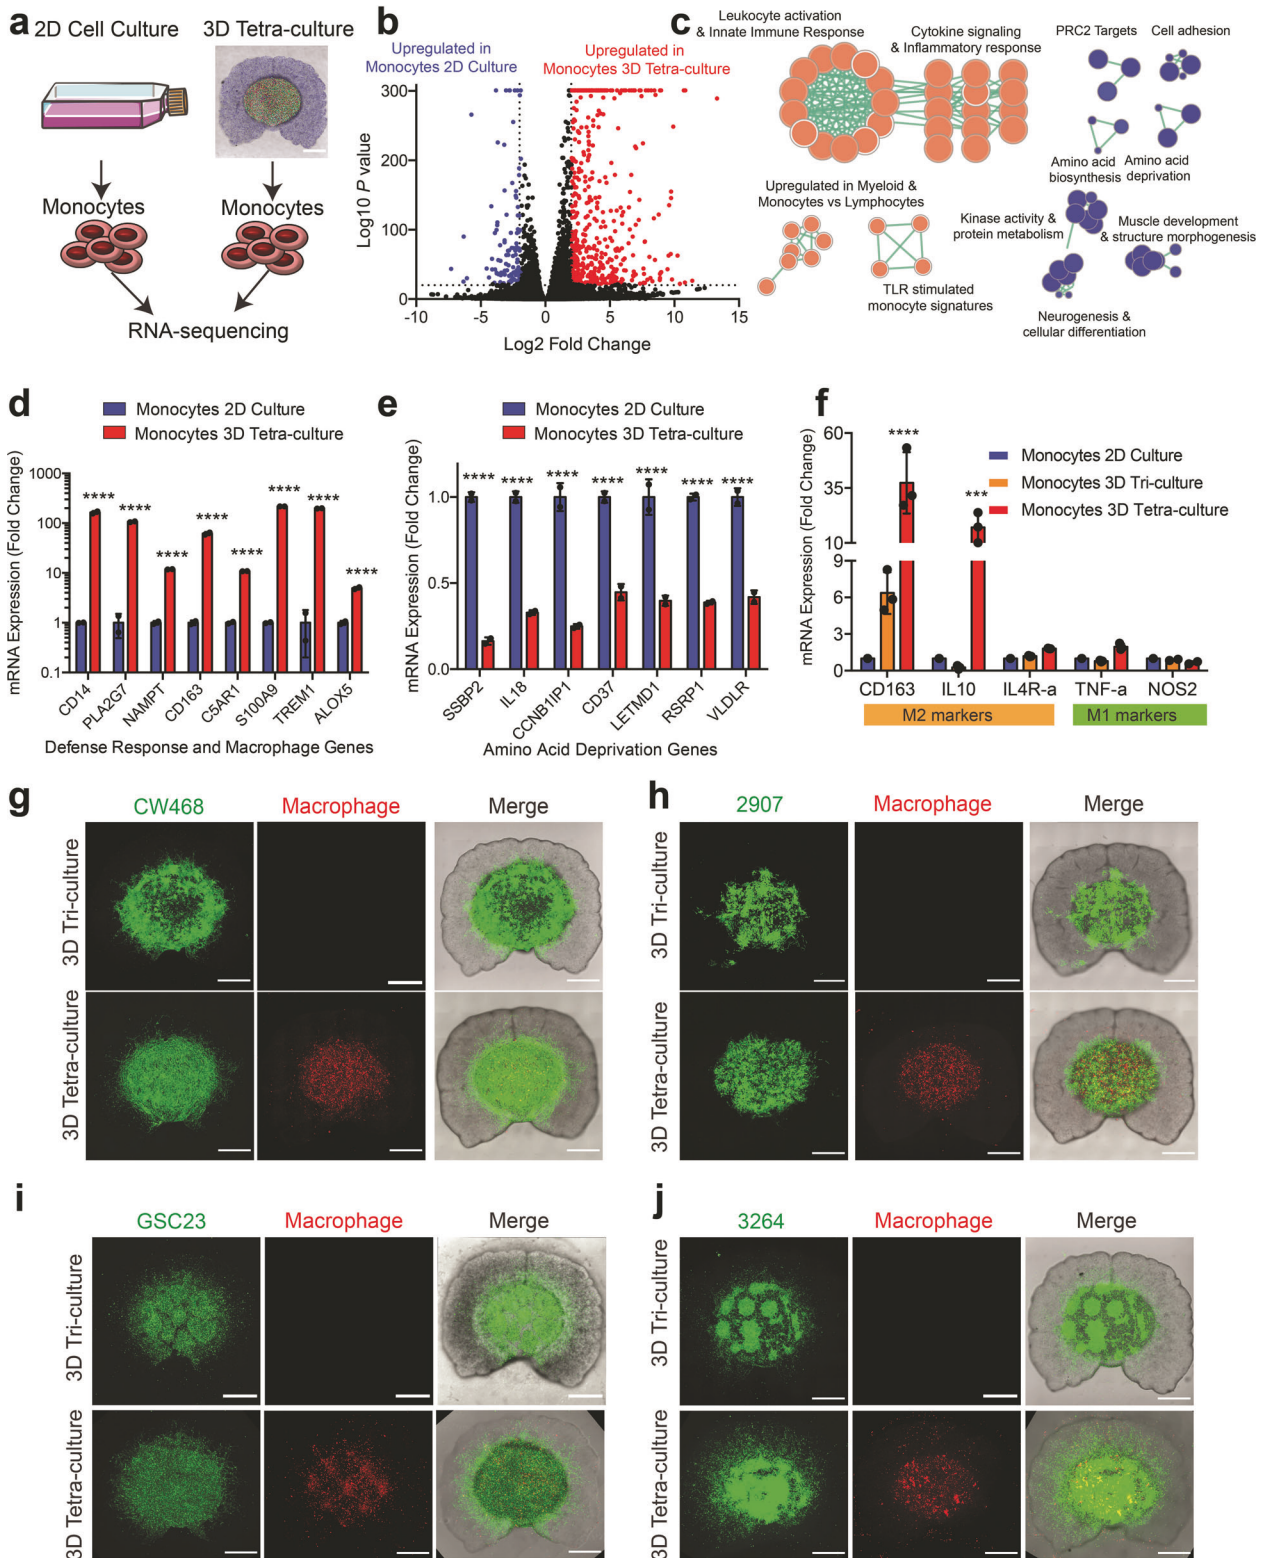 a
2D Cell Culture
3D Tetra-culture
Monocytes
Monocytes
RNA-sequencing
b
Upregulated in
Monocytes 2D Culture
Upregulated in
Monocytes 3D Tetra-culture
Log10 P value
300
200
100
0
-10
-5
0
5
10
15
Log2 Fold Change
c
Leukocyte activation
& Innate Immune Response
Cytokine signaling
& Inflammatory response
PRC2 Targets
Cell adhesion
Amino acid
biosynthesis
Amino acid
deprivation
Upregulated in Myeloid &
Monocytes vs Lymphocytes
TLR stimulated
monocyte signatures
Kinase activity &
protein metabolism
Muscle development
& structure morphogenesis
Neurogenesis &
cellular differentiation
d
Monocytes 2D Culture
Monocytes 3D Tetra-culture
mRNA Expression (Fold Change)
1000
100
10
1
0.1
****
****
****
****
****
****
****
****
CD14
PLA2G7
NAMPT
CD163
C5AR1
S100A9
TREM1
ALOX5
Defense Response and Macrophage Genes
e
Monocytes 2D Culture
Monocytes 3D Tetra-culture
mRNA Expression (Fold Change)
1.0
0.5
0.0
****
****
****
****
****
****
****
SSBP2
IL18
CCNB1IP1
CD37
LETMD1
RSRP1
VLDLR
Amino Acid Deprivation Genes
f
Monocytes 2D Culture
Monocytes 3D Tri-culture
Monocytes 3D Tetra-culture
mRNA Expression (Fold Change)
60
35
10
9
6
3
0
****
***
CD163
IL10
IL4R-a
TNF-a
NOS2
M2 markers
M1 markers
g
CW468
Macrophage
Merge
3D Tri-culture
3D Tetra-culture
h
2907
Macrophage
Merge
3D Tri-culture
3D Tetra-culture
i
GSC23
Macrophage
Merge
3D Tri-culture
3D Tetra-culture
j
3264
Macrophage
Merge
3D Tri-culture
3D Tetra-culture